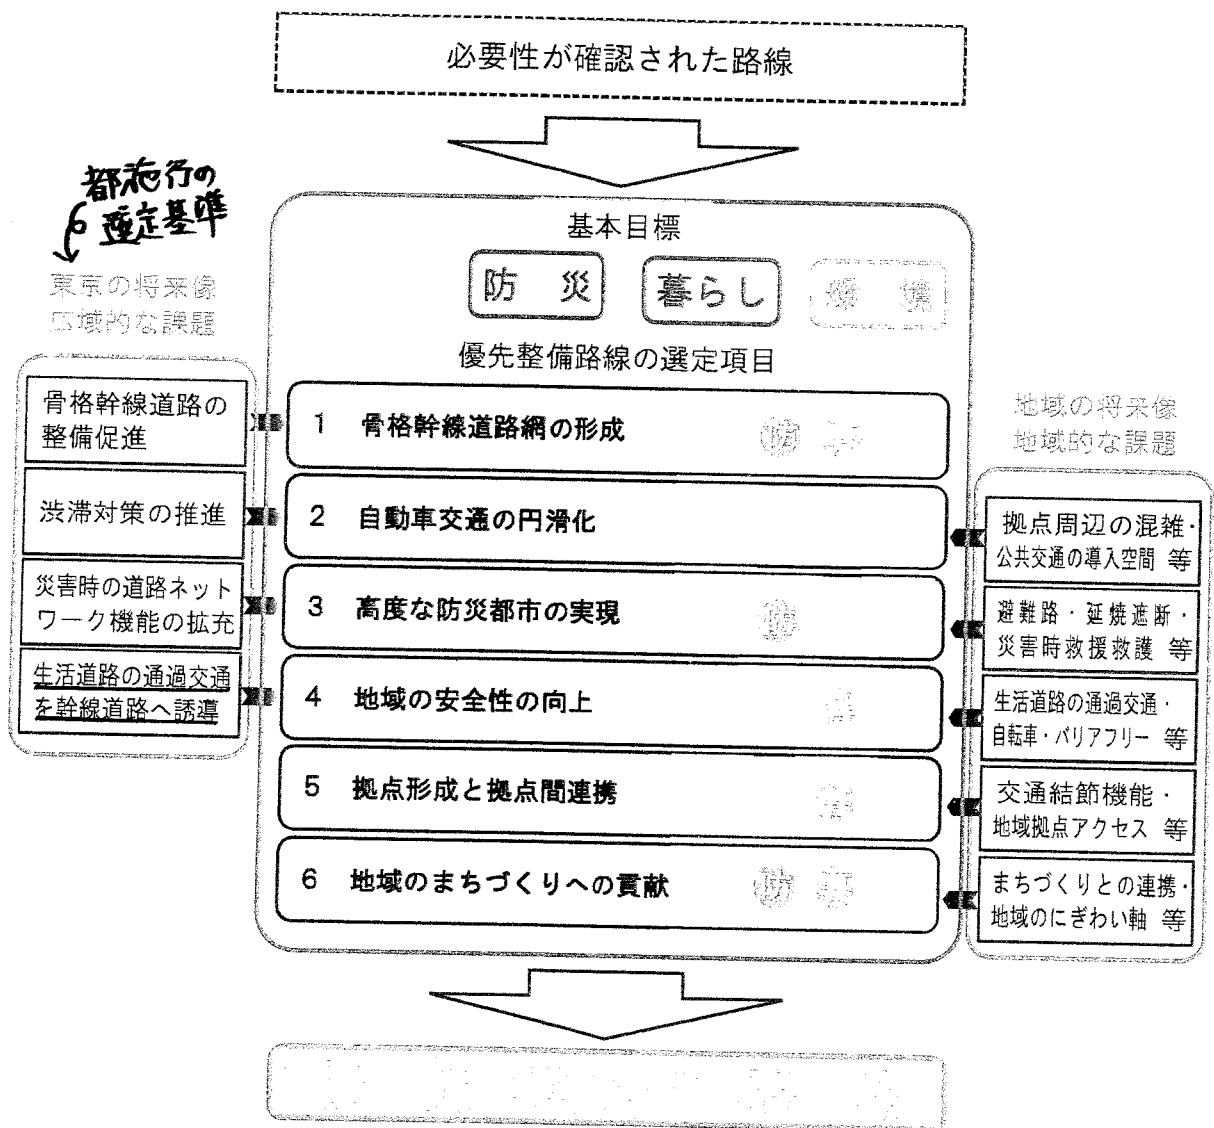 必要性が確認された路線
都施行の
選定基準
東京の将来像
広域的な課題
骨格幹線道路の
整備促進
渋滞対策の推進
災害時の道路ネット
ワーク機能の拡充
生活道路の通過交通
を幹線道路へ誘導
基本目標
防 災
暮らし
環 境
優先整備路線の選定項目
1 骨格幹線道路網の形成
防
2 自動車交通の円滑化
3 高度な防災都市の実現
防
4 地域の安全性の向上
5 拠点形成と拠点間連携
6 地域のまちづくりへの貢献
防
地域の将来像
地域的な課題
拠点周辺の混雑・
公共交通の導入空間 等
避難路・延焼遮断・
災害時救援救護 等
生活道路の通過交通・
自転車・バリアフリー 等
交通結節機能・
地域拠点アクセス 等
まちづくりとの連携・
地域のにぎわい軸 等